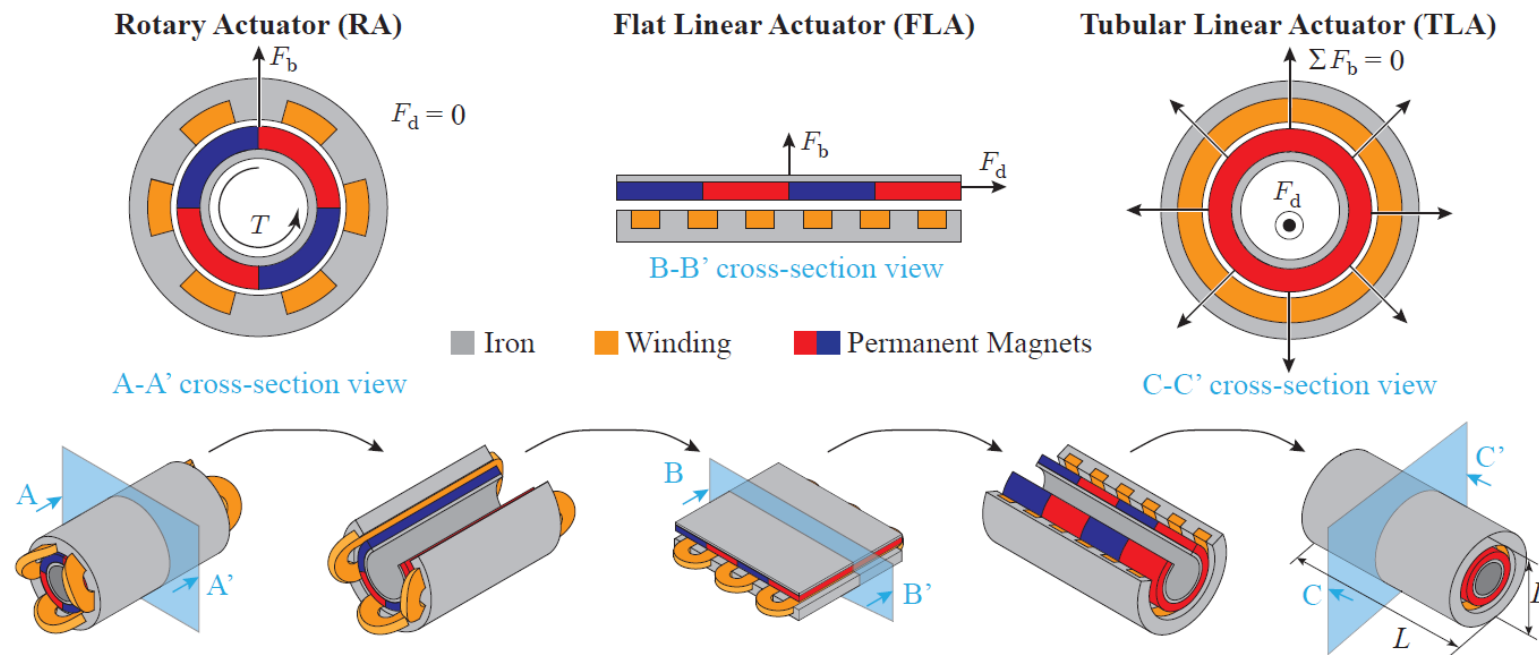 Rotary Actuator (RA)
Flat Linear Actuator (FLA)
Tubular Linear Actuator (TLA)
F_b
F_d = 0
T
A-A' cross-section view
F_b
F_d
B-B' cross-section view
Σ F_b = 0
F_d
C-C' cross-section view
Iron
Winding
Permanent Magnets
A
A'
B
B'
C
C'
L